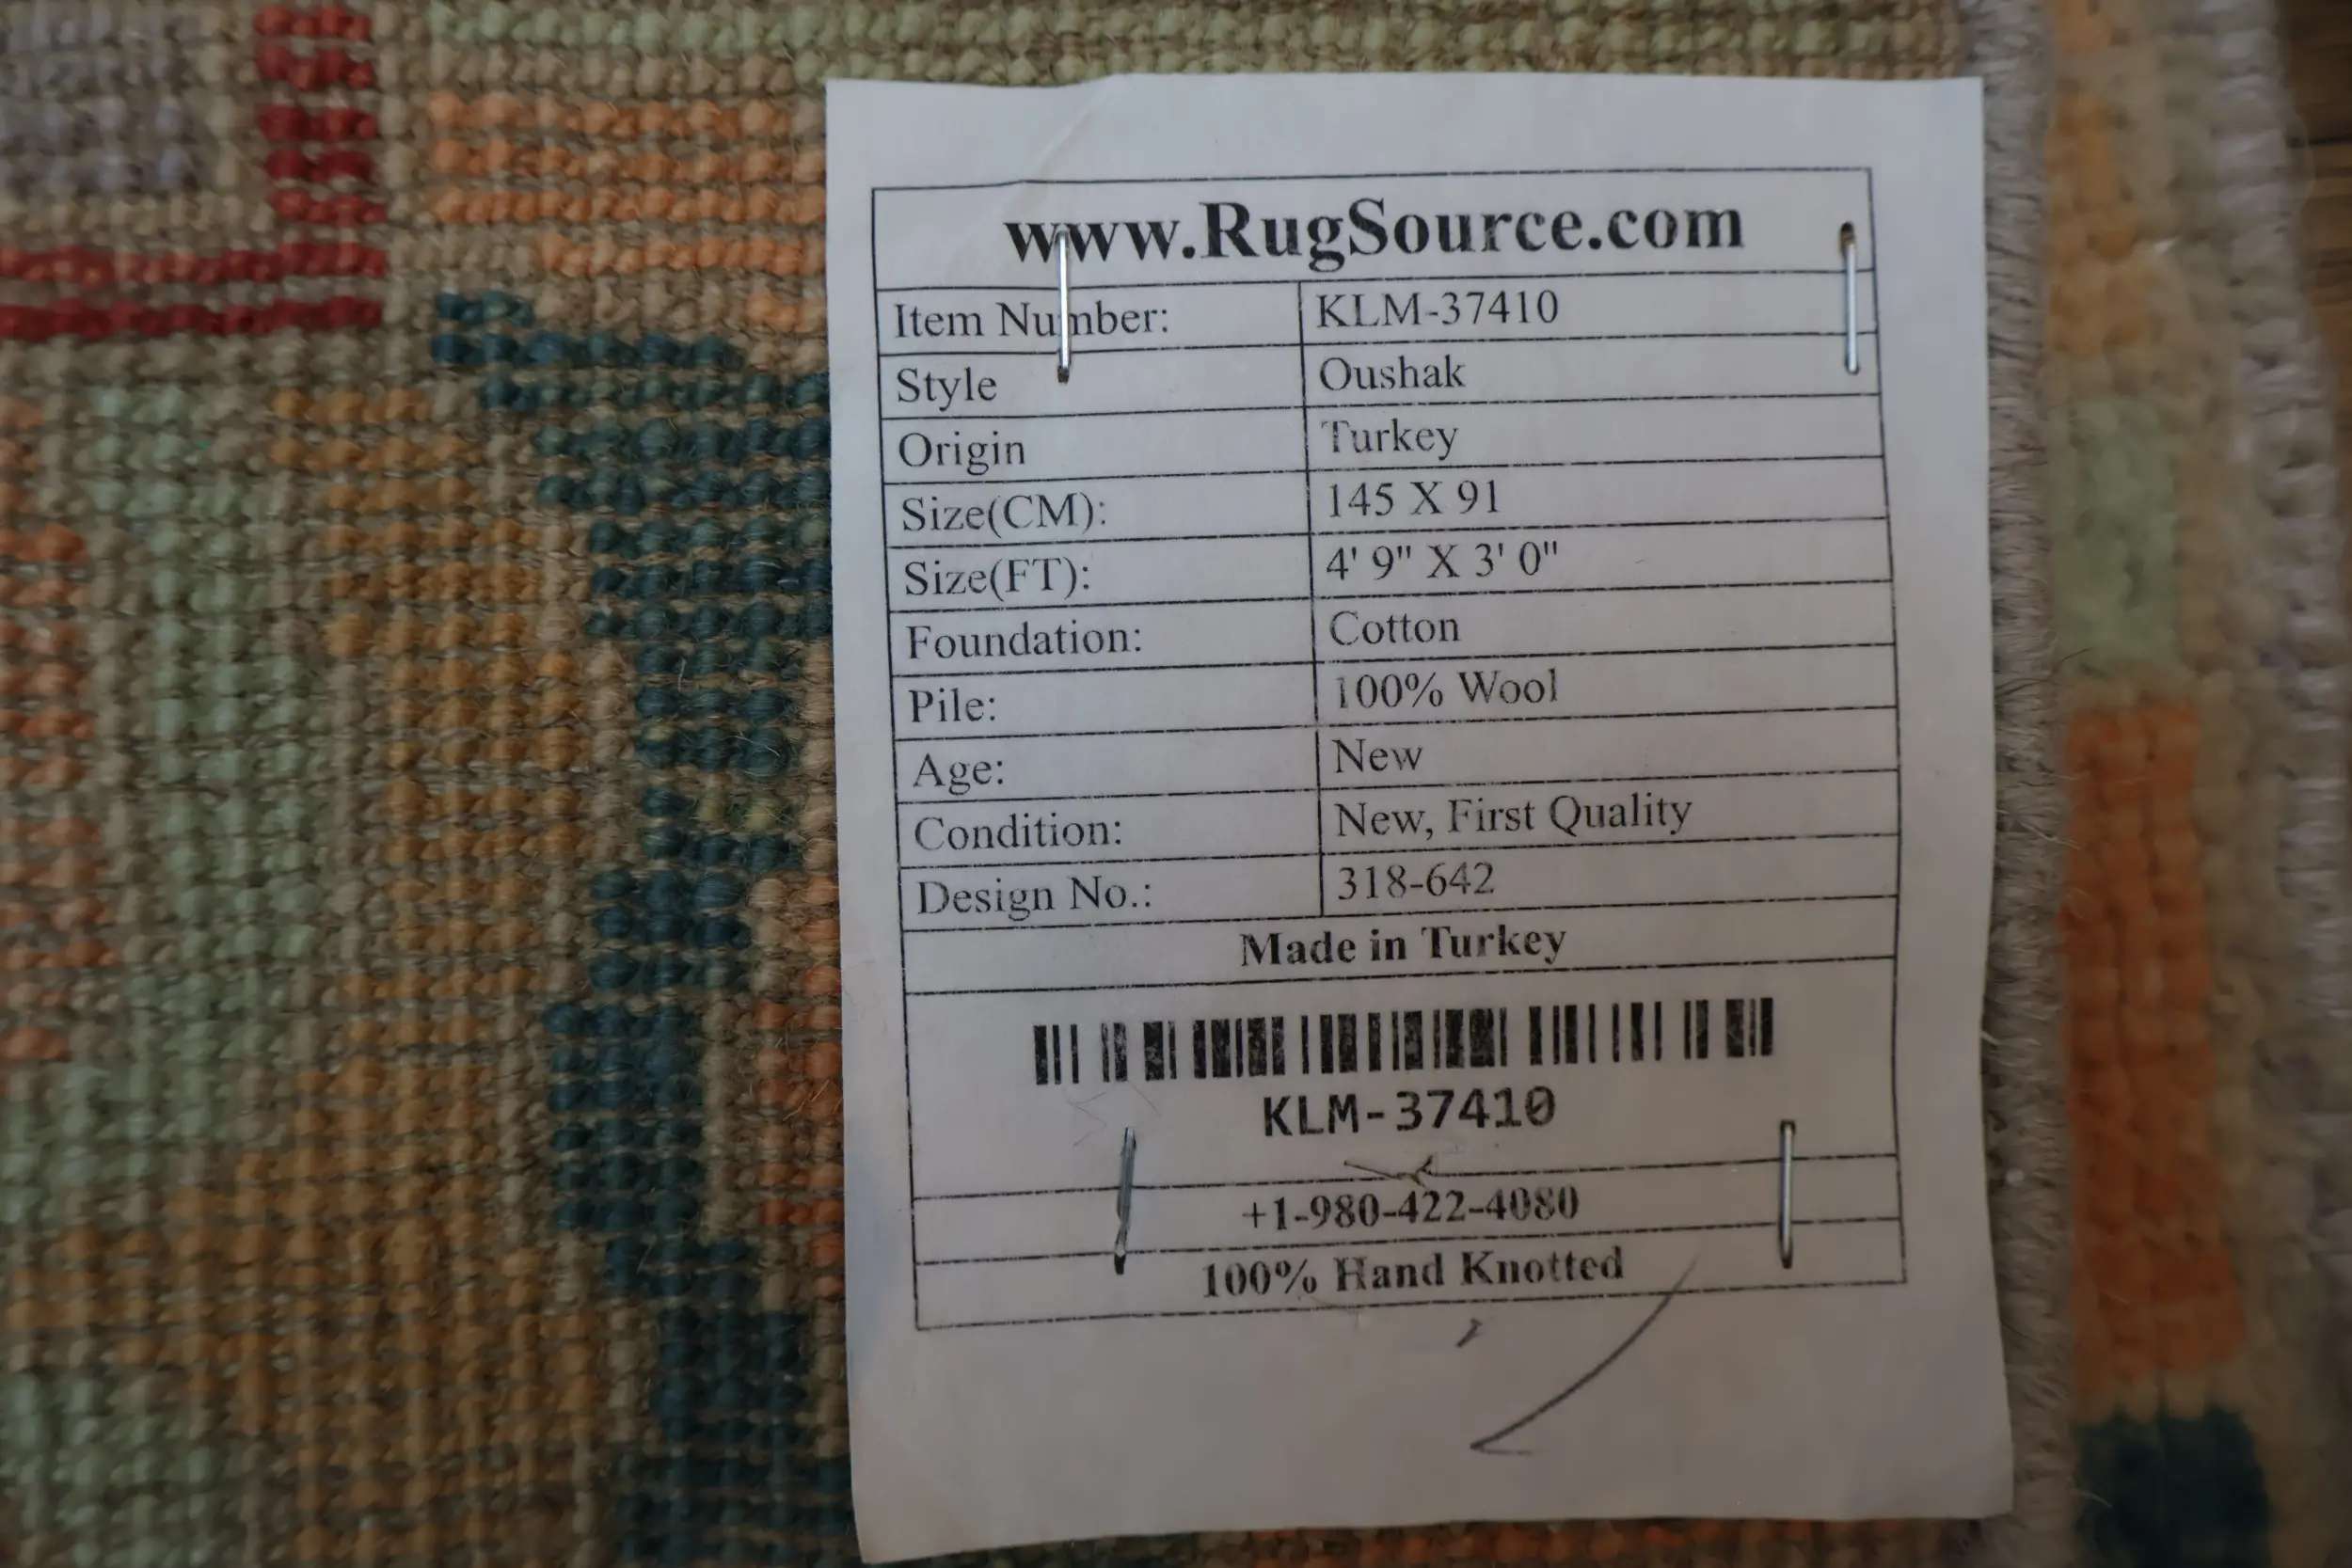 www.RugSource.com
Item Number: KLM-37410
Style Oushak
Origin Turkey
Size(CM): 145 X 91
Size(FT): 4' 9" X 3' 0"
Foundation: Cotton
Pile: 100% Wool
Age: New
Condition: New, First Quality
Design No.: 318-642
Made in Turkey
KLM-37410
+1-980-422-4080
100% Hand Knotted